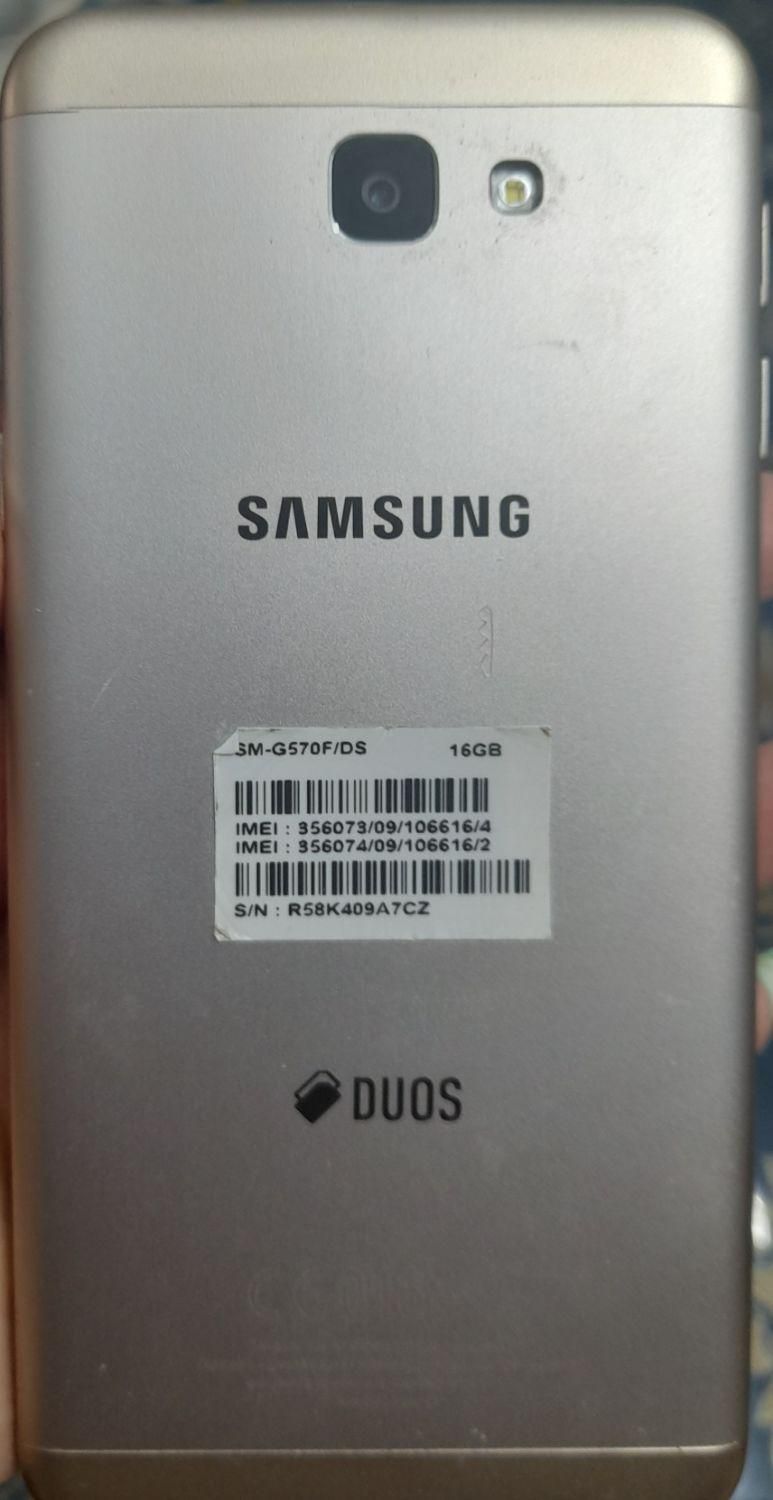 SAMSUNG
SM-G570F/DS 16GB
IMEI : 356073/09/106616/4
IMEI : 356074/09/106616/2
S/N : R58K409A7CZ
DUOS